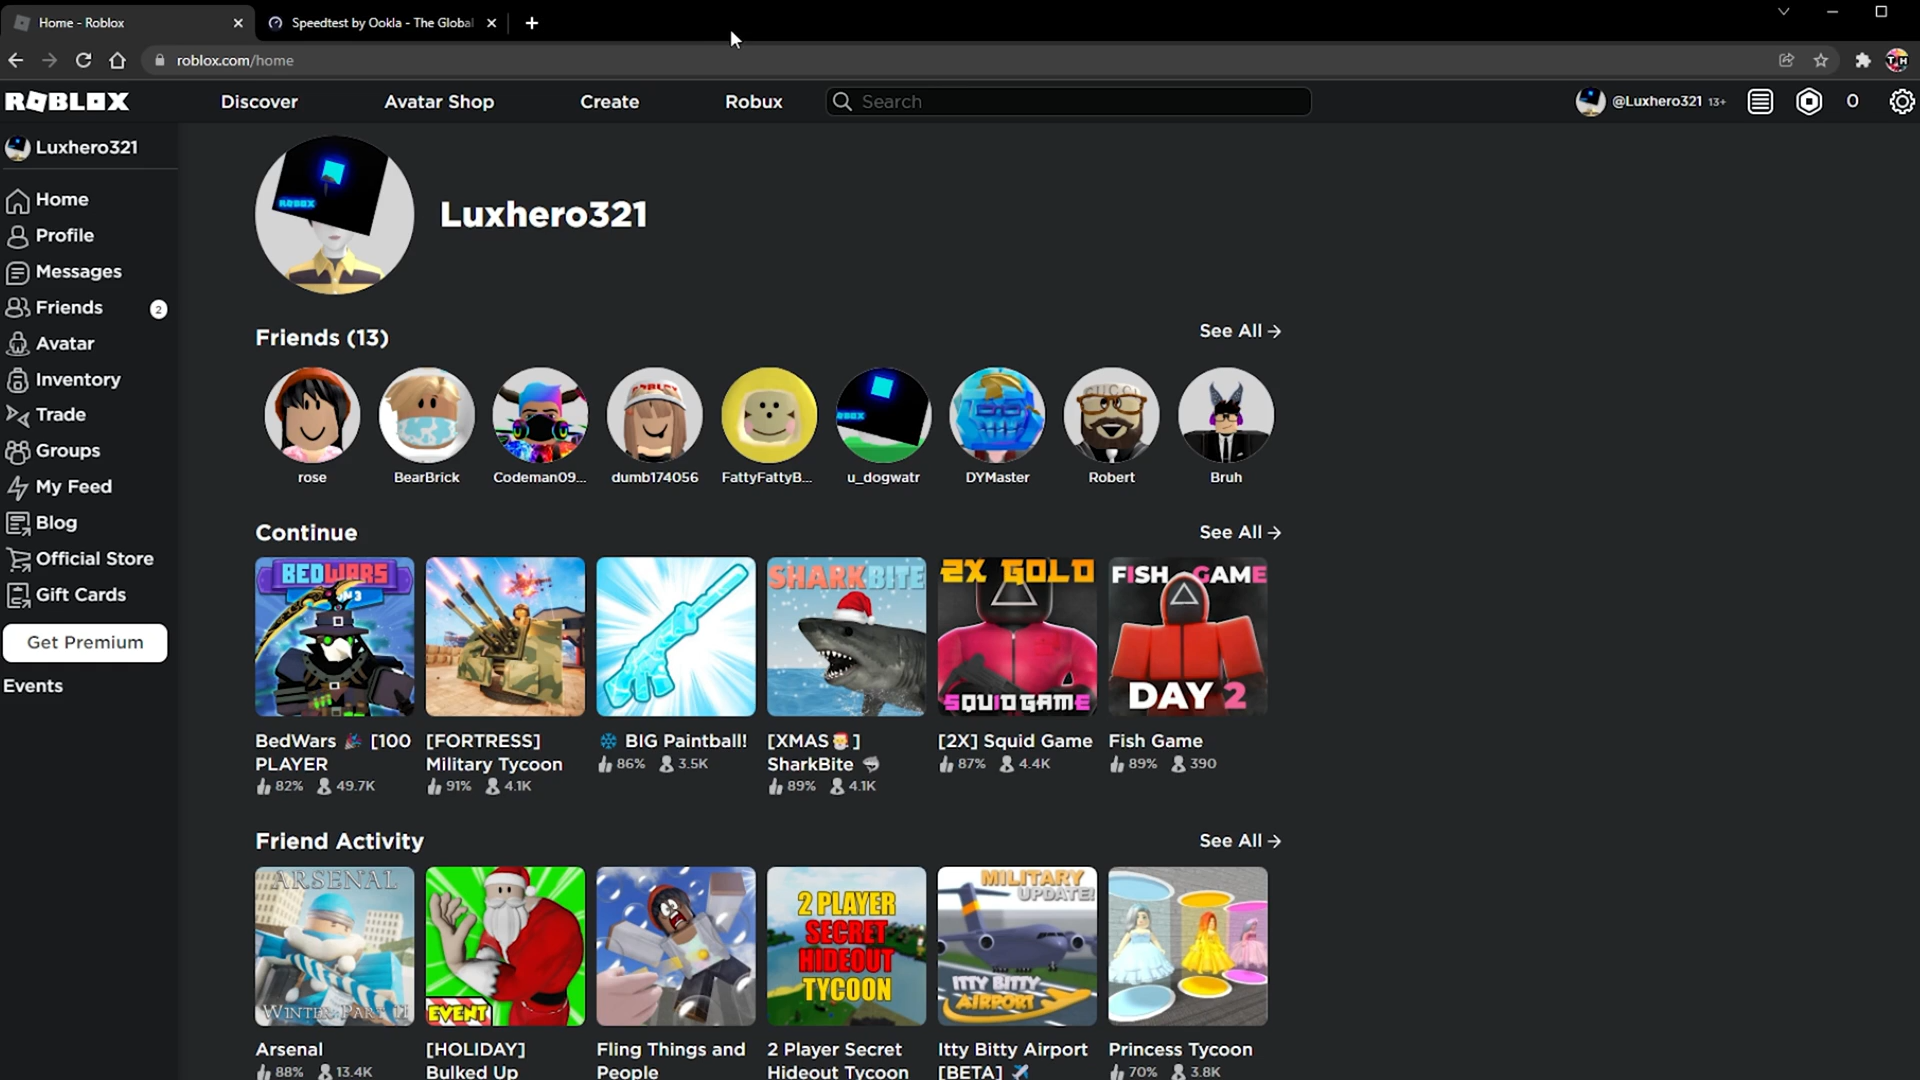 Home - Roblox
Speedtest by Ookla - The Global
roblox.com/home
ROBLOX
Discover
Avatar Shop
Create
Robux
Search
@Luxhero321 13+
0
Luxhero321
Home
Profile
Messages
Friends
2
Avatar
Inventory
Trade
Groups
My Feed
Blog
Official Store
Gift Cards
Get Premium
Events
ROBOX
Luxhero321
Friends (13)
See All →
rose
BearBrick
Codeman09...
dumb174056
FattyFattyB...
u_dogwatr
DYMaster
Robert
Bruh
Continue
See All →
BEDWARS
SHARKBITE
2X GOLD
SQUID GAME
FISH GAME
DAY 2
BedWars 🎉 [100
PLAYER
82% 49.7K
[FORTRESS]
Military Tycoon
91% 4.1K
❄ BIG Paintball!
86% 3.5K
[XMAS🎅]
SharkBite 🦈
89% 4.1K
[2X] Squid Game
87% 4.4K
Fish Game
89% 390
Friend Activity
See All →
ARSENAL
WINTER: PART II
EVENT
2 PLAYER
SECRET
HIDEOUT
TYCOON
MILITARY
UPDATE!
ITTY BITTY
AIRPORT
Arsenal
88% 13.4K
[HOLIDAY]
Bulked Up
Fling Things and
People
2 Player Secret
Hideout Tycoon
Itty Bitty Airport
[BETA] ✈
Princess Tycoon
70% 3.8K